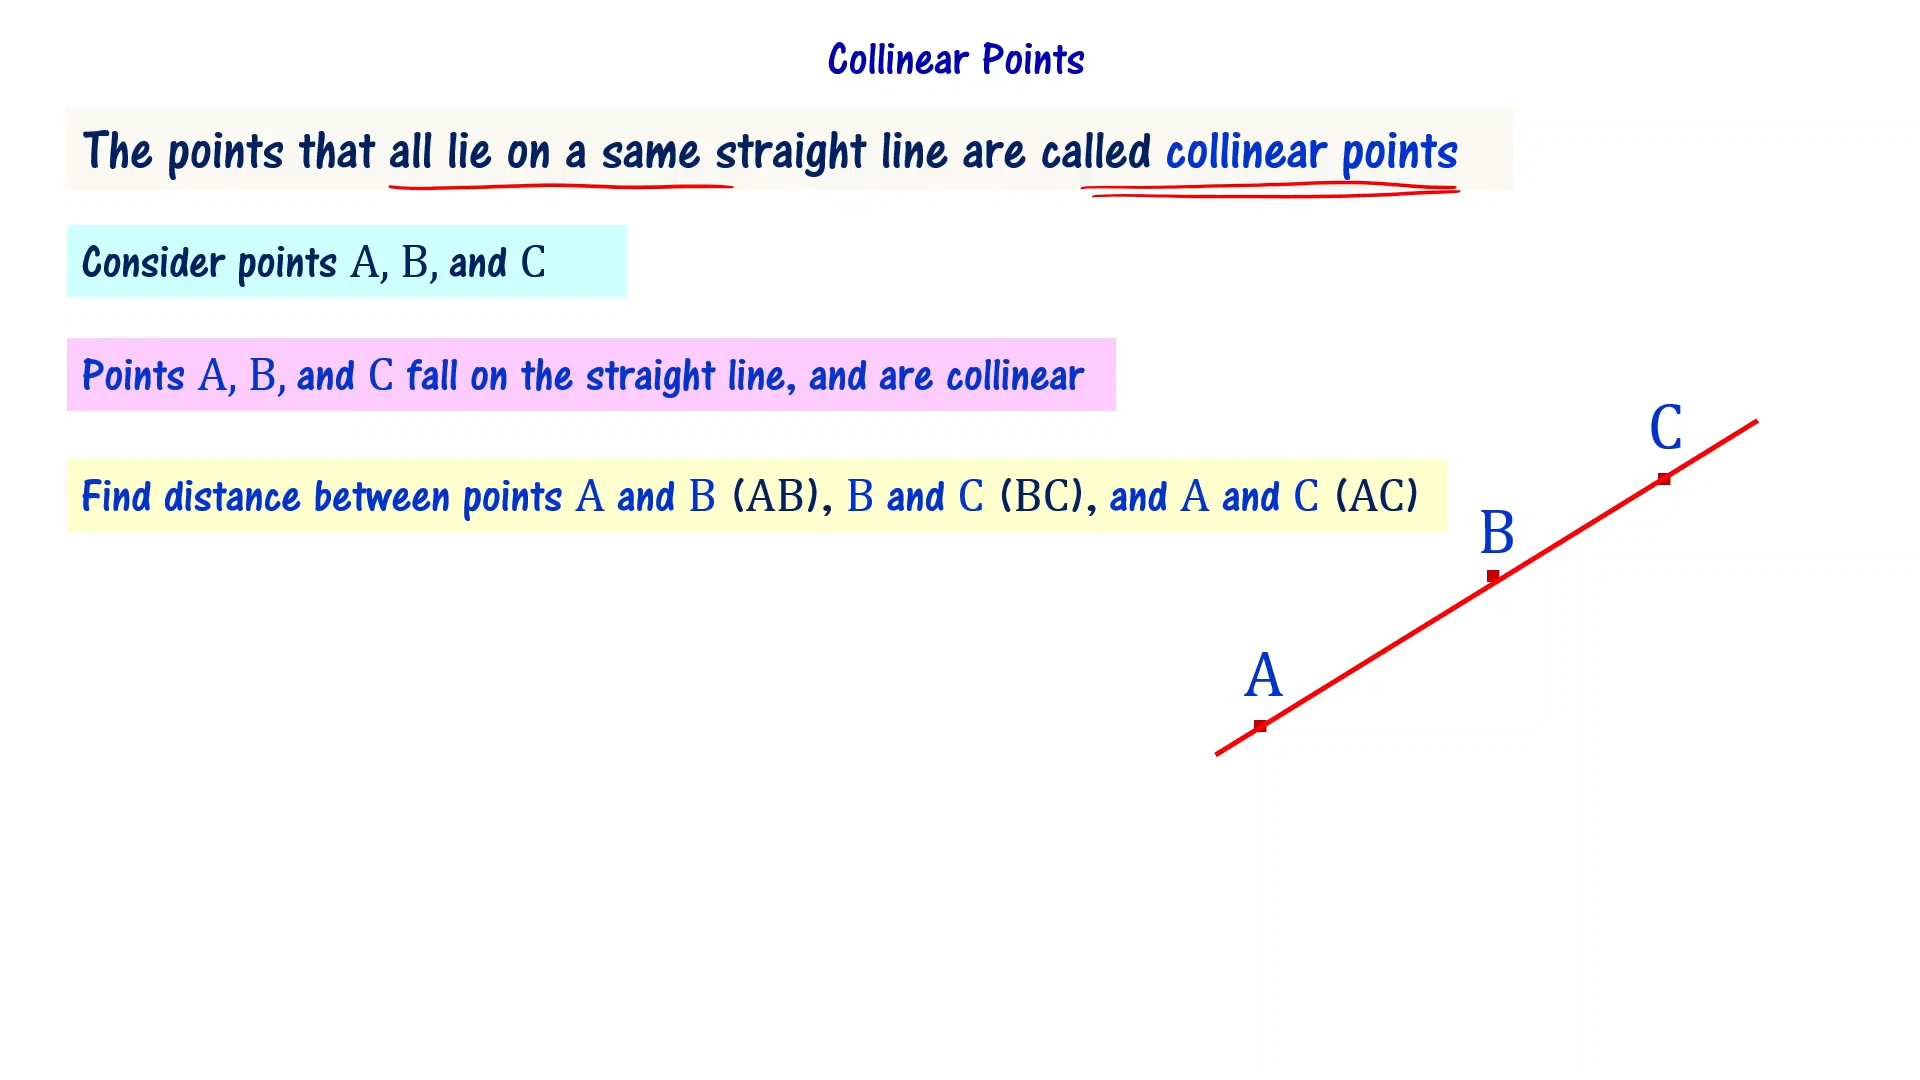 Collinear Points
The points that all lie on a same straight line are called collinear points
Consider points A, B, and C
Points A, B, and C fall on the straight line, and are collinear
Find distance between points A and B (AB), B and C (BC), and A and C (AC)
C
B
A